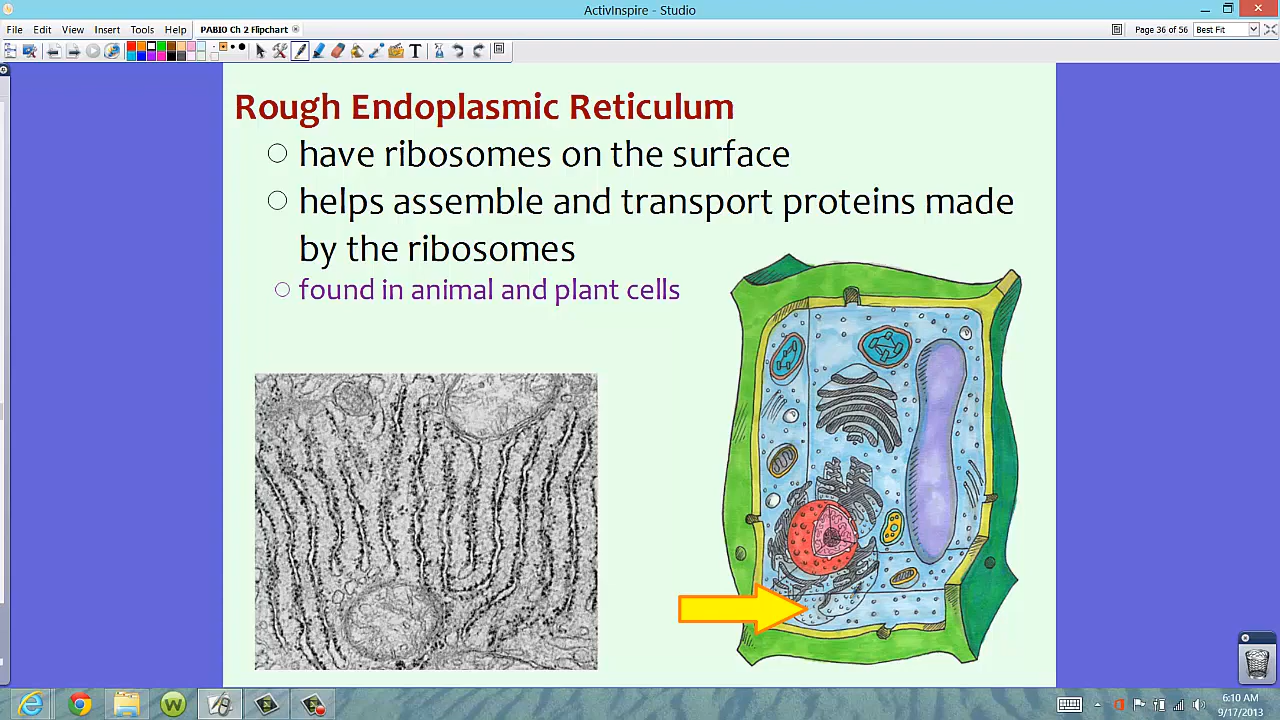 ActivInspire - Studio
File Edit View Insert Tools Help PABIO Ch 2 Flipchart Page 36 of 56 Best Fit
Rough Endoplasmic Reticulum
have ribosomes on the surface
helps assemble and transport proteins made
by the ribosomes
found in animal and plant cells
6:10 AM
9/17/2013